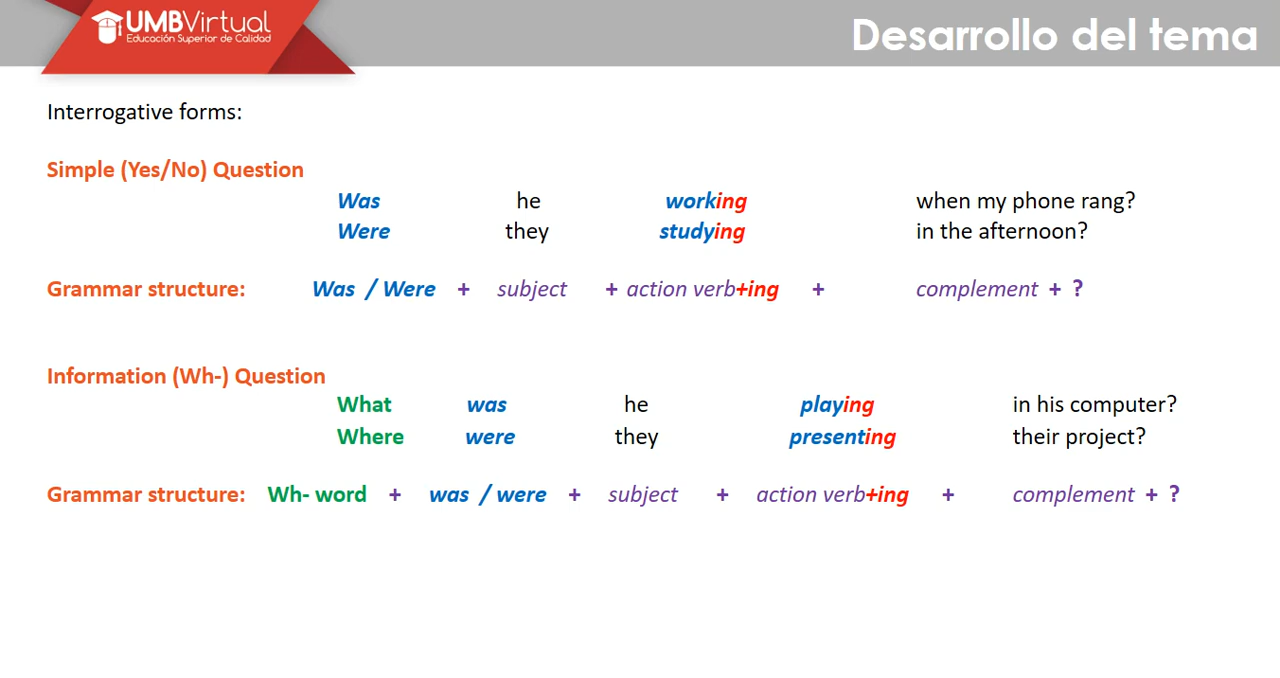 UMBVirtual
Educación Superior de Calidad
Desarrollo del tema
Interrogative forms:
Simple (Yes/No) Question
Was he working when my phone rang?
Were they studying in the afternoon?
Grammar structure: Was / Were + subject + action verb+ing + complement + ?
Information (Wh-) Question
What was he playing in his computer?
Where were they presenting their project?
Grammar structure: Wh- word + was / were + subject + action verb+ing + complement + ?